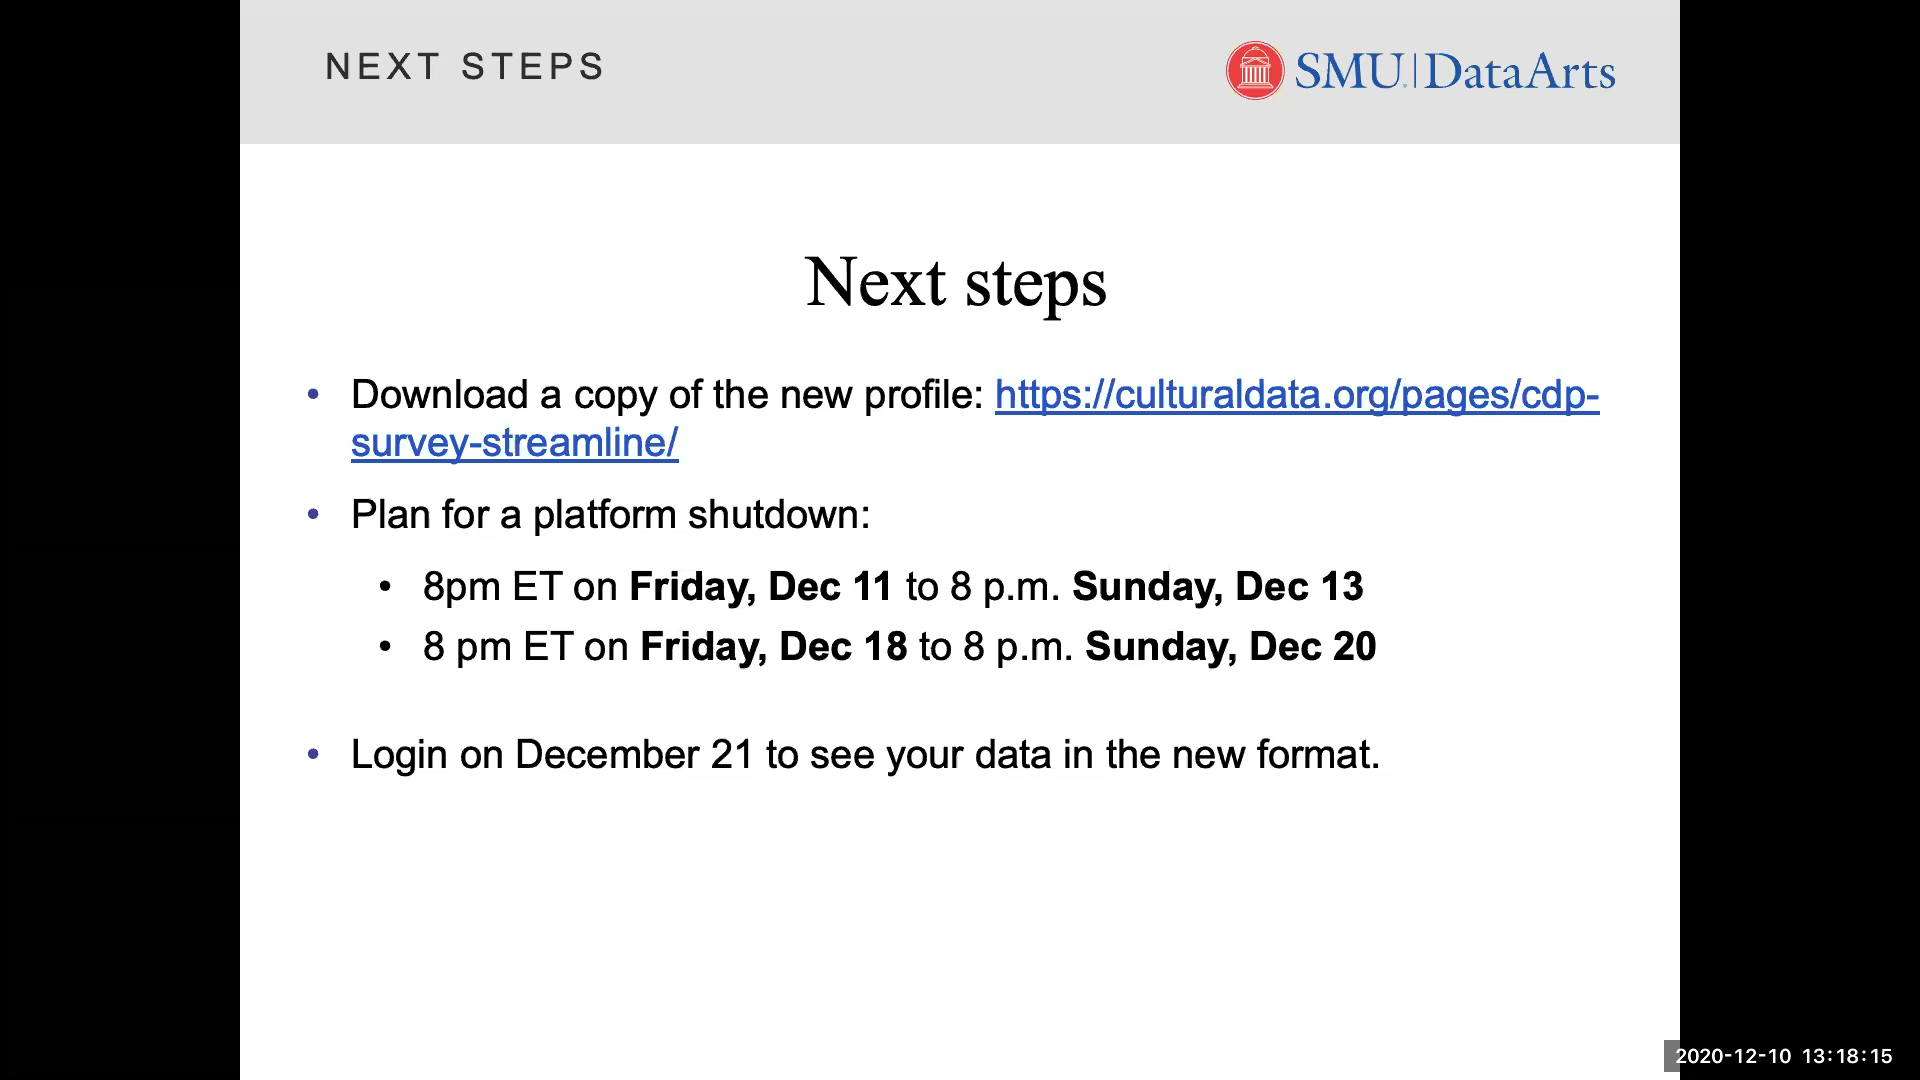 NEXT STEPS
SMU | DataArts
Next steps
• Download a copy of the new profile: https://culturaldata.org/pages/cdp-
survey-streamline/
• Plan for a platform shutdown:
• 8pm ET on Friday, Dec 11 to 8 p.m. Sunday, Dec 13
• 8 pm ET on Friday, Dec 18 to 8 p.m. Sunday, Dec 20
• Login on December 21 to see your data in the new format.
2020-12-10 13:18:15